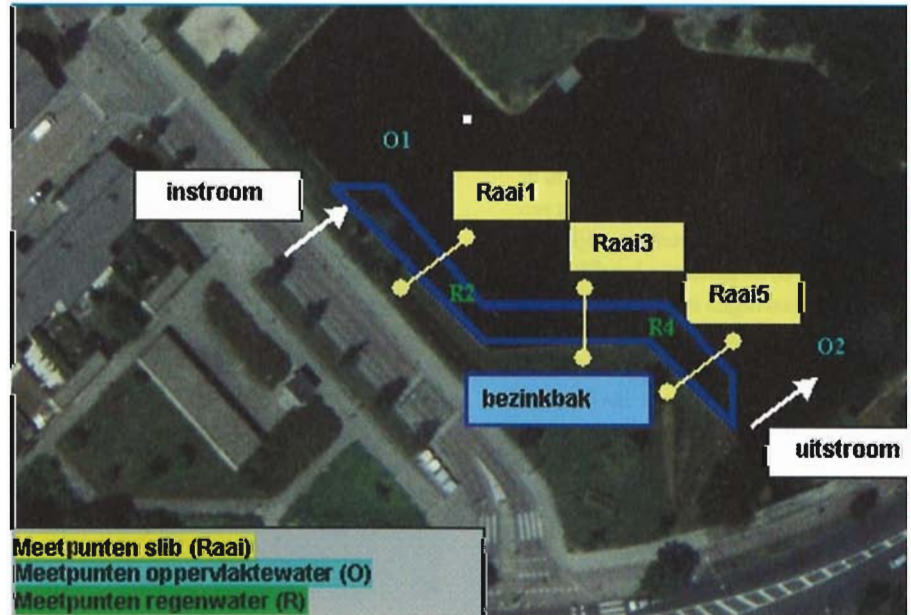 O1
instroom
Raai1
Raai3
R2
Raai5
R4
O2
bezinkbak
uitstroom
Meetpunten slib (Raai)
Meetpunten oppervlaktewater (O)
Meetpunten regenwater (R)